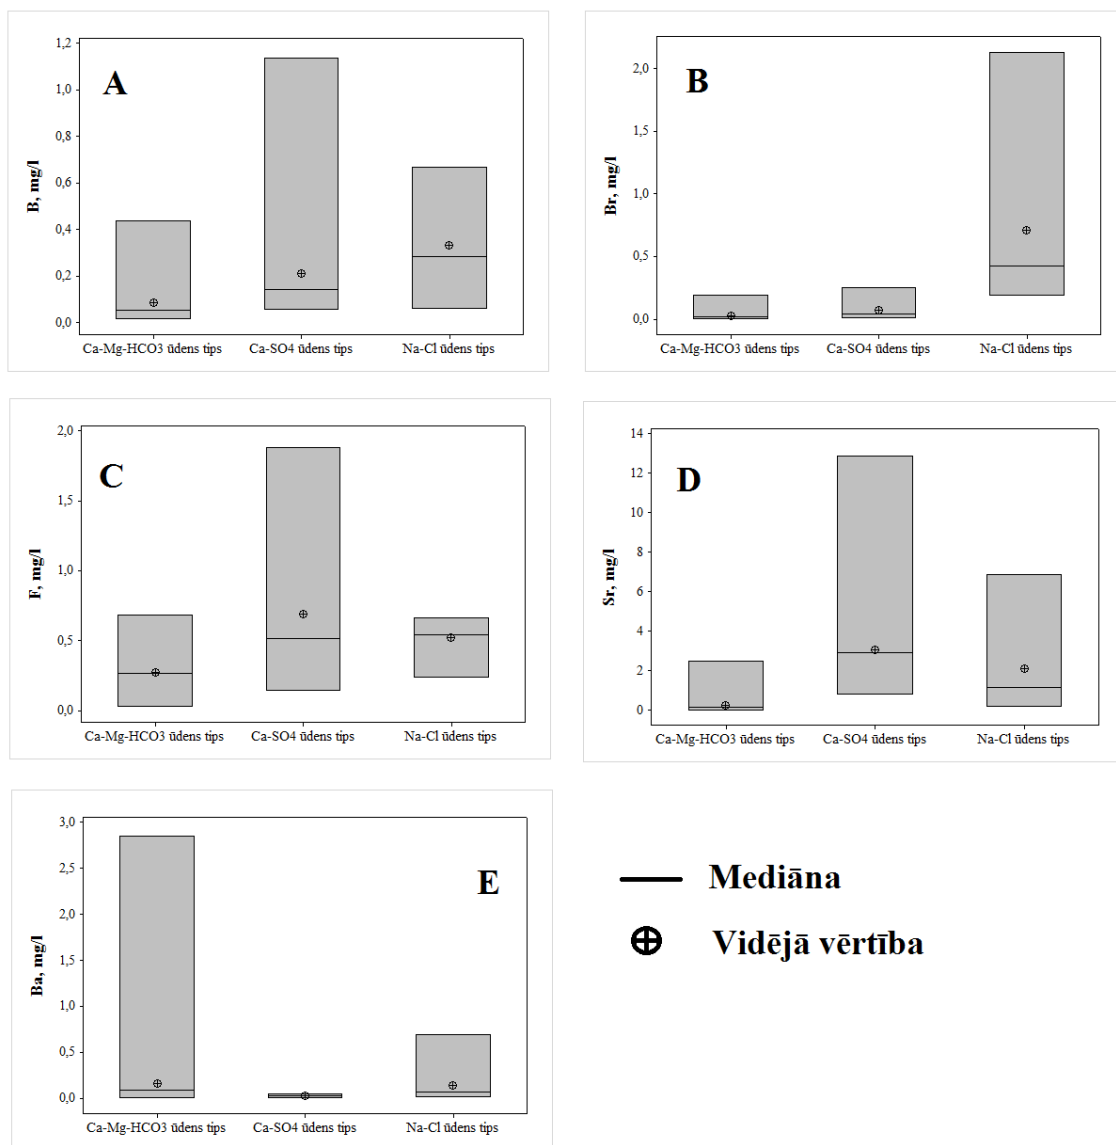 A
B, mg/l
1,2
1,0
0,8
0,6
0,4
0,2
0,0
Ca-Mg-HCO3 ūdens tips Ca-SO4 ūdens tips Na-Cl ūdens tips
B
Br, mg/l
2,0
1,5
1,0
0,5
0,0
Ca-Mg-HCO3 ūdens tips Ca-SO4 ūdens tips Na-Cl ūdens tips
C
F, mg/l
2,0
1,5
1,0
0,5
0,0
Ca-Mg-HCO3 ūdens tips Ca-SO4 ūdens tips Na-Cl ūdens tips
D
Sr, mg/l
14
12
10
8
6
4
2
0
Ca-Mg-HCO3 ūdens tips Ca-SO4 ūdens tips Na-Cl ūdens tips
E
Ba, mg/l
3,0
2,5
2,0
1,5
1,0
0,5
0,0
Ca-Mg-HCO3 ūdens tips Ca-SO4 ūdens tips Na-Cl ūdens tips
Mediāna
Vidējā vērtība